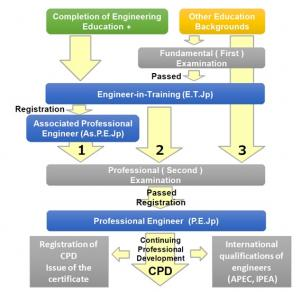 Completion of Engineering
Education +
Other Education
Backgrounds
Fundamental ( First )
Examination
Passed
Engineer-in-Training (E.T.Jp)
Registration
Associated Professional
Engineer (As.P.E.Jp)
1
2
3
Professional ( Second )
Examination
Passed
Registration
Professional Engineer (P.E.Jp)
Registration of
CPD
Issue of the
certificate
Continuing
Professional
Development
CPD
International
qualifications of
engineers
(APEC, IPEA)